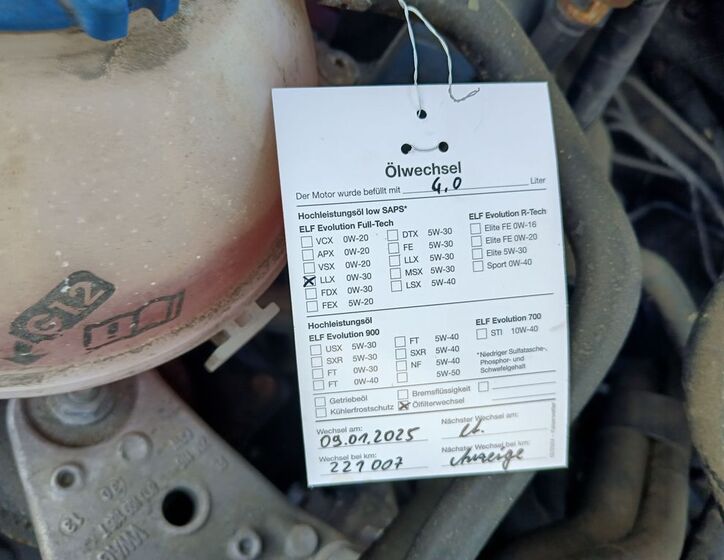 Ölwechsel
Der Motor wurde befüllt mit 4,0 Liter
Hochleistungsöl low SAPS*
ELF Evolution Full-Tech
VCX 0W-20
APX 0W-20
VSX 0W-20
LLX 0W-30
FDX 0W-30
FEX 5W-20
DTX 5W-30
FE 5W-30
LLX 5W-30
MSX 5W-30
LSX 5W-40
ELF Evolution R-Tech
Elite FE 0W-16
Elite FE 0W-20
Elite 5W-30
Sport 0W-40
Hochleistungsöl
ELF Evolution 900
USX 5W-30
SXR 5W-30
FT 0W-30
FT 0W-40
FT 5W-40
SXR 5W-40
NF 5W-40
5W-50
ELF Evolution 700
STI 10W-40
*Niedriger Sulfatasche-,
Phosphor- und
Schwefelgehalt
Getriebeöl
Kühlerfrostschutz
Bremsflüssigkeit
Ölfilterwechsel
Wechsel am:
09.01.2025
Nächster Wechsel am:
lt.
Wechsel bei km:
221007
Nächster Wechsel bei km:
Anzeige
G12